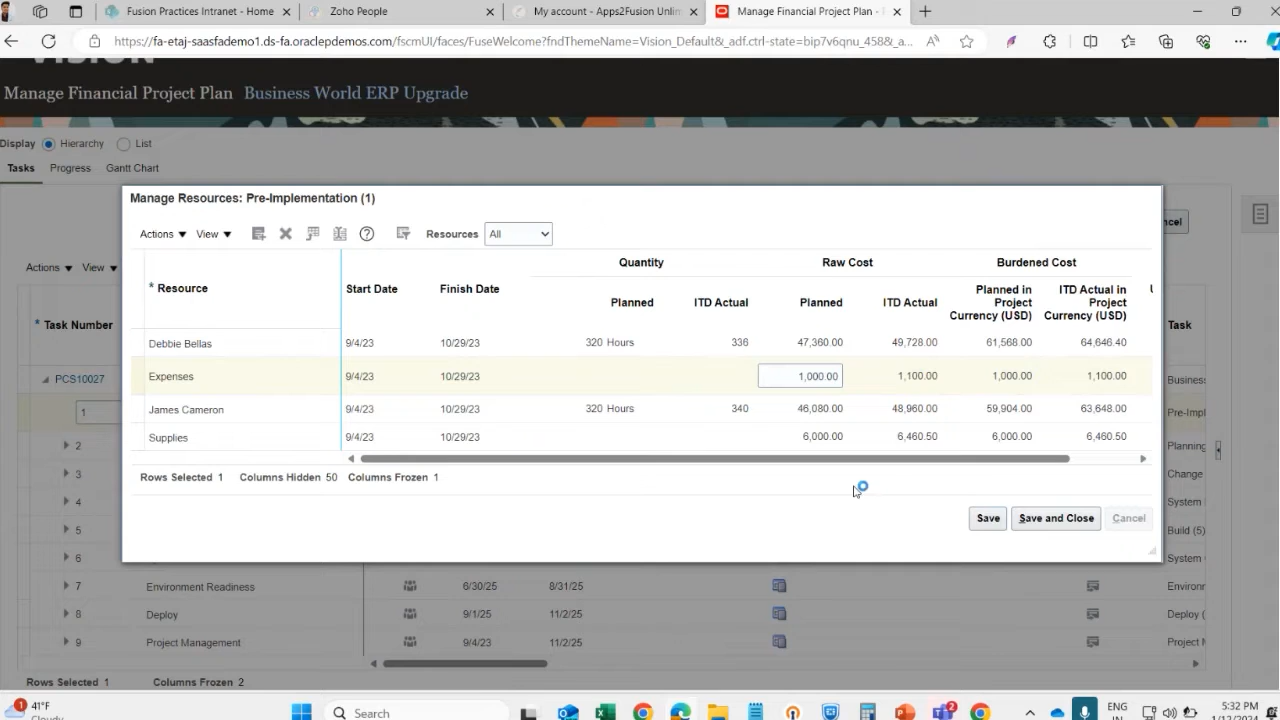 Fusion Practices Intranet - Home
Zoho People
My account - Apps2Fusion Unlimi
Manage Financial Project Plan -
https://fa-etaj-saasfademo1.ds-fa.oraclepdemos.com/fscmUI/faces/FuseWelcome?fndThemeName=Vision_Default&_adf.ctrl-state=bip7v6qnu_458&_a...
VISION
Manage Financial Project Plan Business World ERP Upgrade
Display Hierarchy List
Tasks Progress Gantt Chart
Manage Resources: Pre-Implementation (1)
ncel
Actions View Resources All
Actions View
Quantity Raw Cost Burdened Cost
* Resource Start Date Finish Date Planned ITD Actual Planned ITD Actual
Planned in Project Currency (USD)
ITD Actual in Project Currency (USD)
* Task Number Task
Debbie Bellas 9/4/23 10/29/23 320 Hours 336 47,360.00 49,728.00 61,568.00 64,646.40
Expenses 9/4/23 10/29/23 1,000.00 1,100.00 1,000.00 1,100.00
PCS10027 Busines
James Cameron 9/4/23 10/29/23 320 Hours 340 46,080.00 48,960.00 59,904.00 63,648.00
1 Pre-Impl
Supplies 9/4/23 10/29/23 6,000.00 6,460.50 6,000.00 6,460.50
2 Planning
Rows Selected 1 Columns Hidden 50 Columns Frozen 1
3 Change
4 System
Save Save and Close Cancel
5 Build (5)
6 System
7 Environment Readiness 6/30/25 8/31/25 Environ
8 Deploy 9/1/25 11/2/25 Deploy (
9 Project Management 9/4/23 11/2/25 Project M
Rows Selected 1 Columns Frozen 2
41°F
Cloudy
Search
ENG
IN
5:32 PM